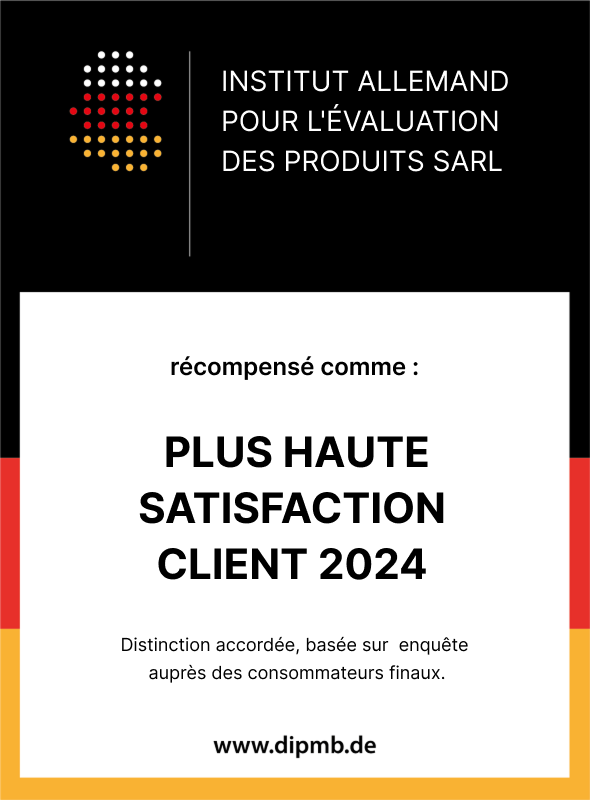 INSTITUT ALLEMAND
POUR L'ÉVALUATION
DES PRODUITS SARL
récompensé comme :
PLUS HAUTE
SATISFACTION
CLIENT 2024
Distinction accordée, basée sur enquête
auprès des consommateurs finaux.
www.dipmb.de